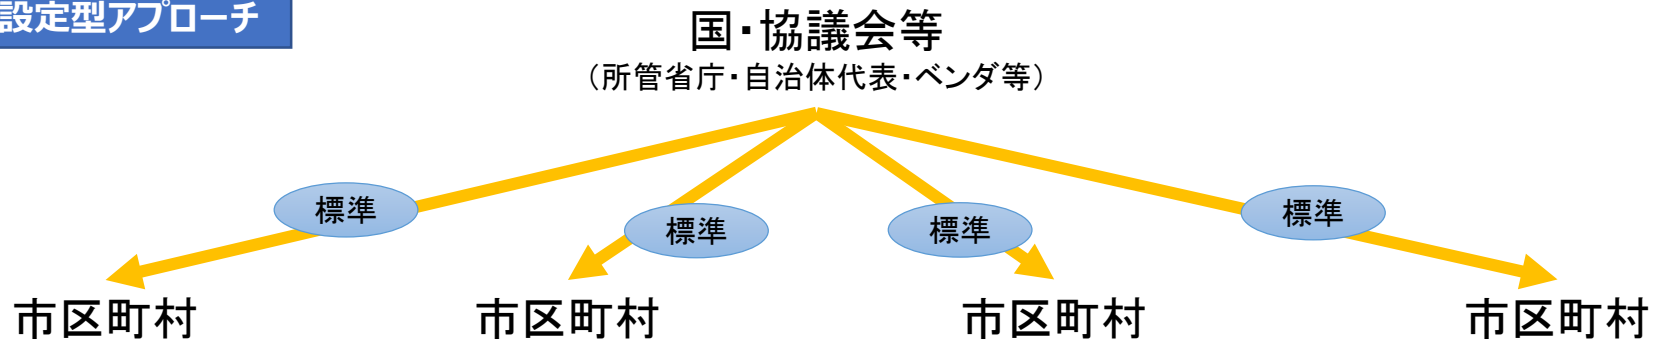 設定型アプローチ
国・協議会等
（所管省庁・自治体代表・ベンダ等）
標準
標準
標準
標準
市区町村
市区町村
市区町村
市区町村